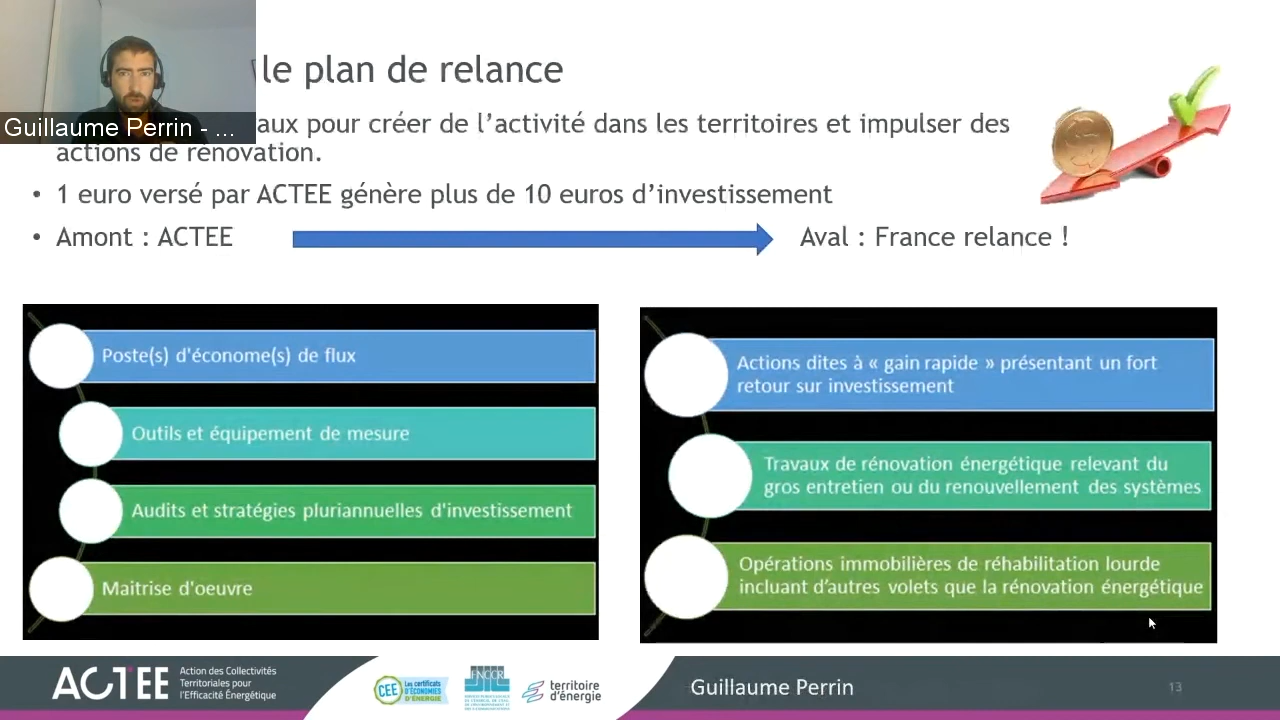 le plan de relance
Guillaume Perrin - ...
aux pour créer de l’activité dans les territoires et impulser des
actions de rénovation.
• 1 euro versé par ACTEE génère plus de 10 euros d’investissement
• Amont : ACTEE
Aval : France relance !
Poste(s) d'économe(s) de flux
Outils et équipement de mesure
Audits et stratégies pluriannuelles d'investissement
Maitrise d'oeuvre
Actions dites à « gain rapide » présentant un fort
retour sur investissement
Travaux de rénovation énergétique relevant du
gros entretien ou du renouvellement des systèmes
Opérations immobilières de réhabilitation lourde
incluant d’autres volets que la rénovation énergétique
ACTEE
Action des Collectivités
Territoriales pour
l’Efficacité Énergétique
CEE
Les certificats
D'ÉCONOMIES
D'ÉNERGIE
FNCCR
territoire
d'énergie
Guillaume Perrin
13